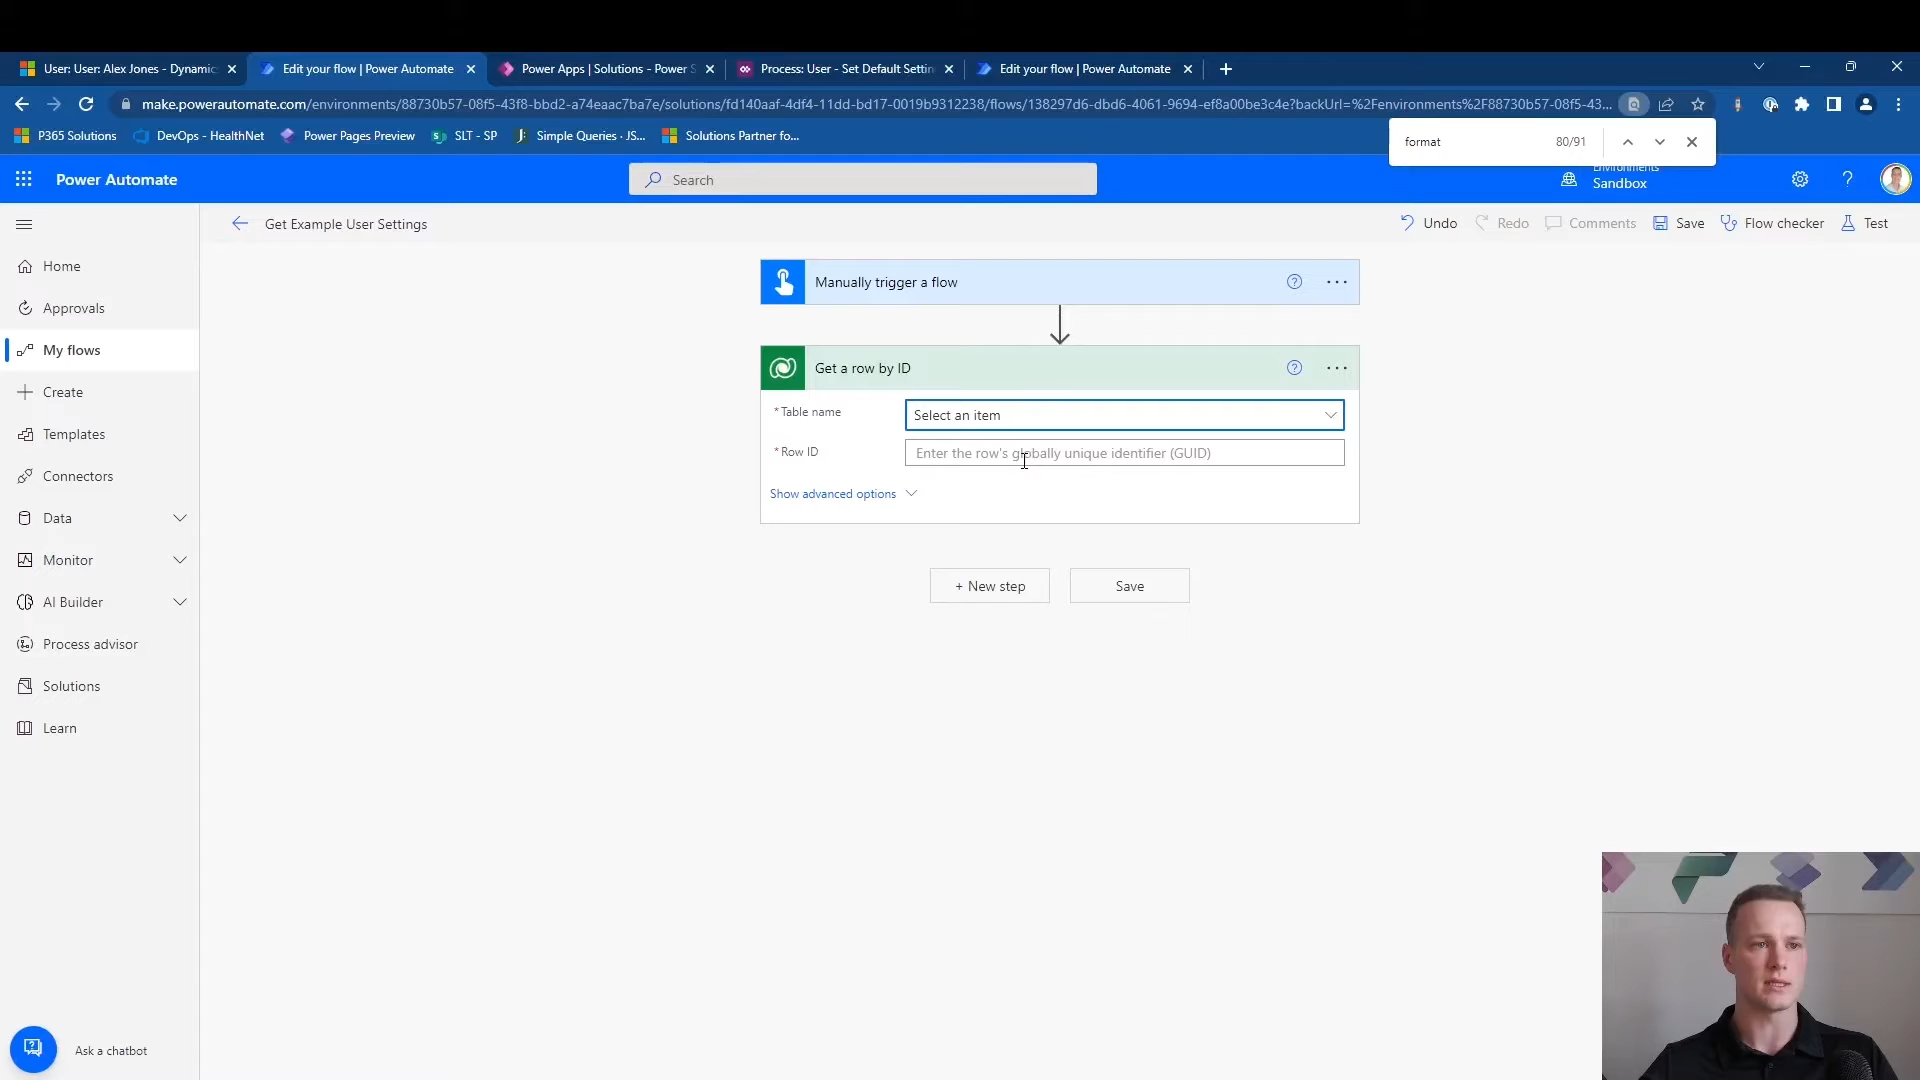 User: User: Alex Jones - Dynamic
Edit your flow | Power Automate
Power Apps | Solutions - Power S
Process: User - Set Default Settin
Edit your flow | Power Automate
make.powerautomate.com/environments/88730b57-08f5-43f8-bbd2-a74eaac7ba7e/solutions/fd140aaf-4df4-11dd-bd17-0019b9312238/flows/138297d6-dbd6-4061-9694-ef8a00be3c4e?backUrl=%2Fenvironments%2F88730b57-08f5-43...
P365 Solutions
DevOps - HealthNet
Power Pages Preview
SLT - SP
Simple Queries · JS...
Solutions Partner fo...
format
80/91
Power Automate
Search
Environments
Sandbox
Get Example User Settings
Undo
Redo
Comments
Save
Flow checker
Test
Home
Approvals
My flows
Create
Templates
Connectors
Data
Monitor
AI Builder
Process advisor
Solutions
Learn
Manually trigger a flow
Get a row by ID
* Table name
Select an item
* Row ID
Enter the row's globally unique identifier (GUID)
Show advanced options
+ New step
Save
Ask a chatbot